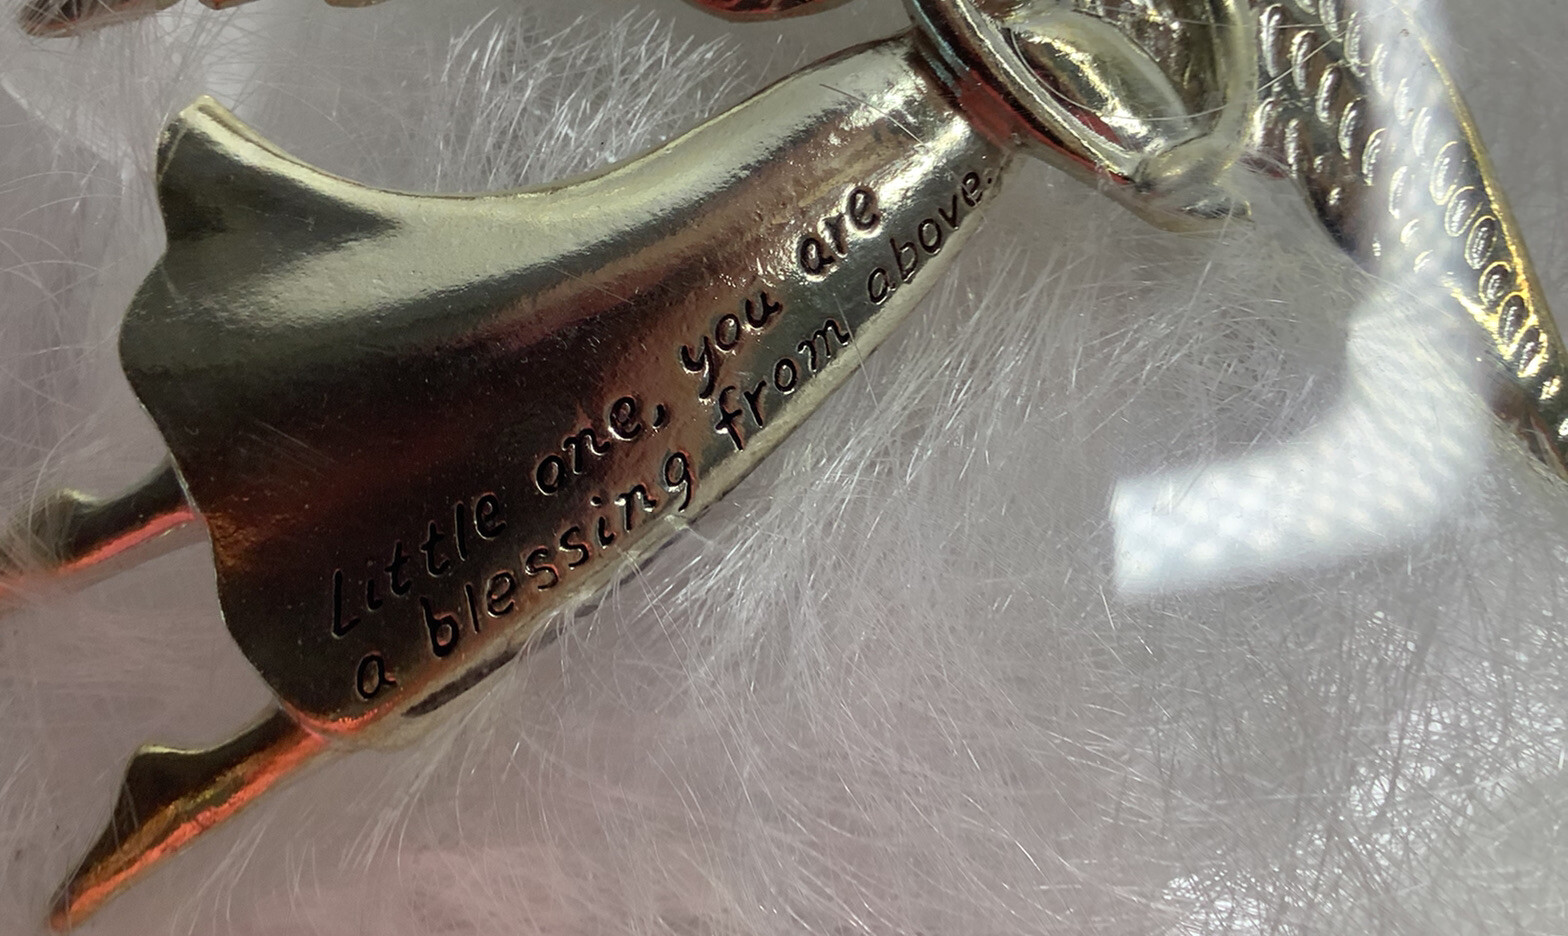 Little one, you are
a blessing from above.